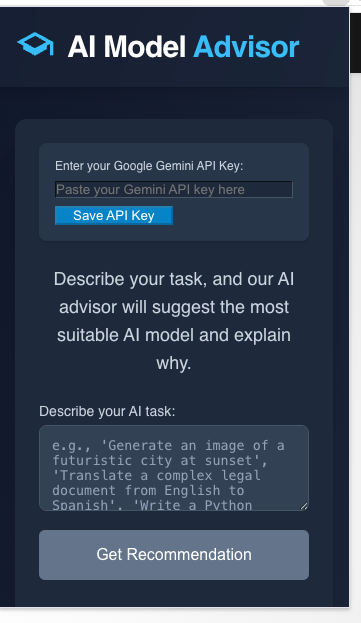 AI Model Advisor
Enter your Google Gemini API Key:
Paste your Gemini API key here
Save API Key
Describe your task, and our AI
advisor will suggest the most
suitable AI model and explain
why.
Describe your AI task:
e.g., 'Generate an image of a
futuristic city at sunset',
'Translate a complex legal
document from English to
Spanish', 'Write a Python
Get Recommendation